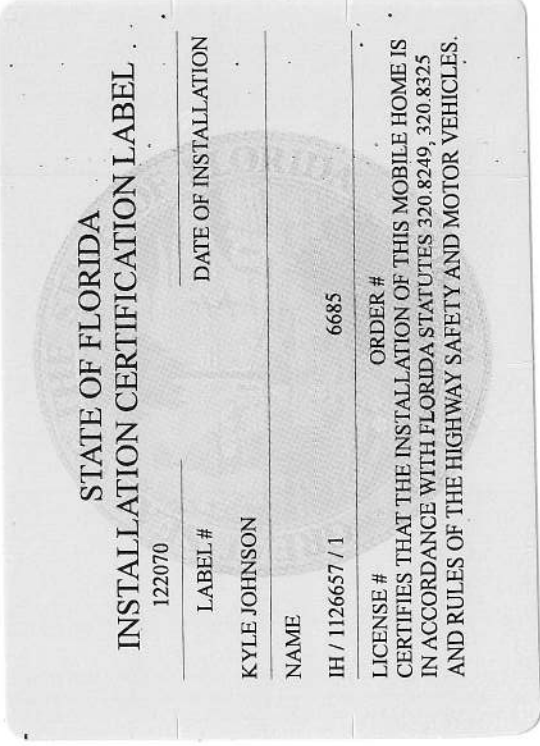 STATE OF FLORIDA
INSTALLATION CERTIFICATION LABEL
122070
LABEL # DATE OF INSTALLATION
KYLE JOHNSON
NAME
IH / 1126657 / 1 6685
LICENSE # ORDER #
CERTIFIES THAT THE INSTALLATION OF THIS MOBILE HOME IS
IN ACCORDANCE WITH FLORIDA STATUTES 320.8249, 320.8325
AND RULES OF THE HIGHWAY SAFETY AND MOTOR VEHICLES.